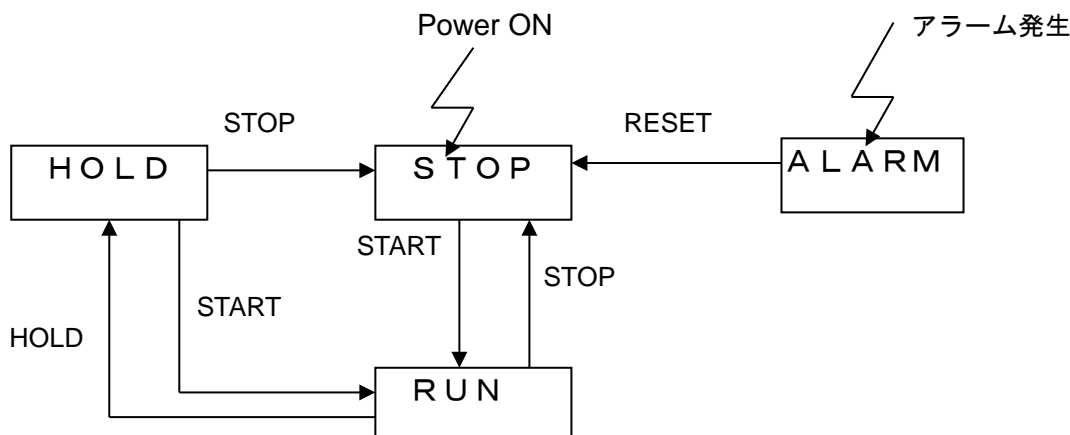 Power ON
アラーム発生
STOP
RESET
ＨＯＬＤ
ＳＴＯＰ
ＡＬＡＲＭ
START
STOP
START
HOLD
ＲＵＮ